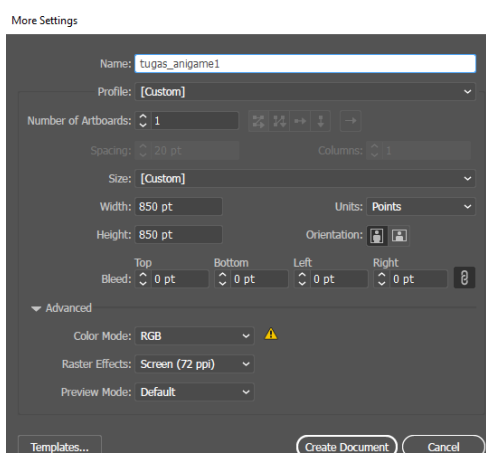 More Settings
Name: tugas_anigame1
Profile: [Custom]
Number of Artboards: 1
Spacing: 20 pt Columns: 1
Size: [Custom]
Width: 850 pt Units: Points
Height: 850 pt Orientation:
Top Bottom Left Right
Bleed: 0 pt 0 pt 0 pt 0 pt
Advanced
Color Mode: RGB
Raster Effects: Screen (72 ppi)
Preview Mode: Default
Templates... Create Document Cancel